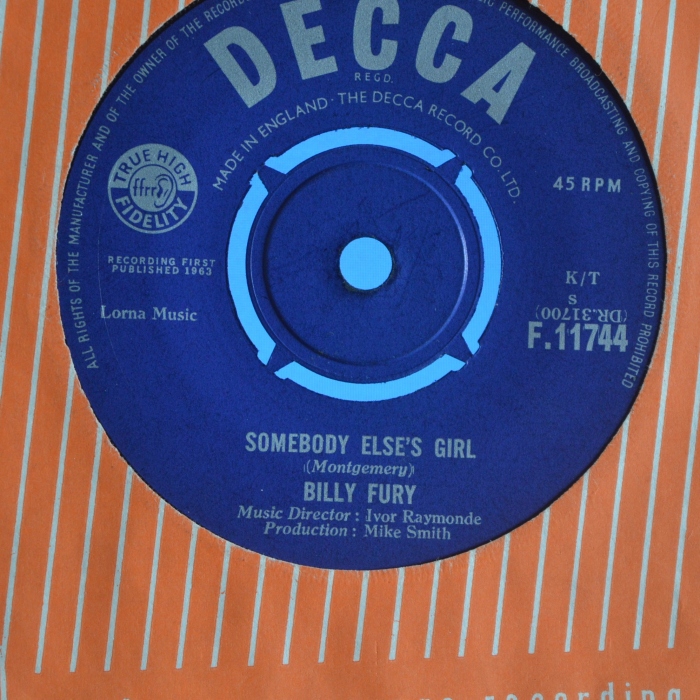 DECCA
REGD.
MADE IN ENGLAND · THE DECCA RECORD CO. LTD.
ALL RIGHTS OF THE MANUFACTURER AND OF THE OWNER OF THE RECORDED
PERFORMANCE BROADCASTING AND COPYING OF THIS RECORD PROHIBITED
TRUE HIGH
ffrr
FIDELITY
RECORDING FIRST
PUBLISHED 1963
Lorna Music
45 RPM
K/T
S
(DR.31700)
F.11744
SOMEBODY ELSE'S GIRL
(Montgemery)
BILLY FURY
Music Director : Ivor Raymonde
Production : Mike Smith
recording